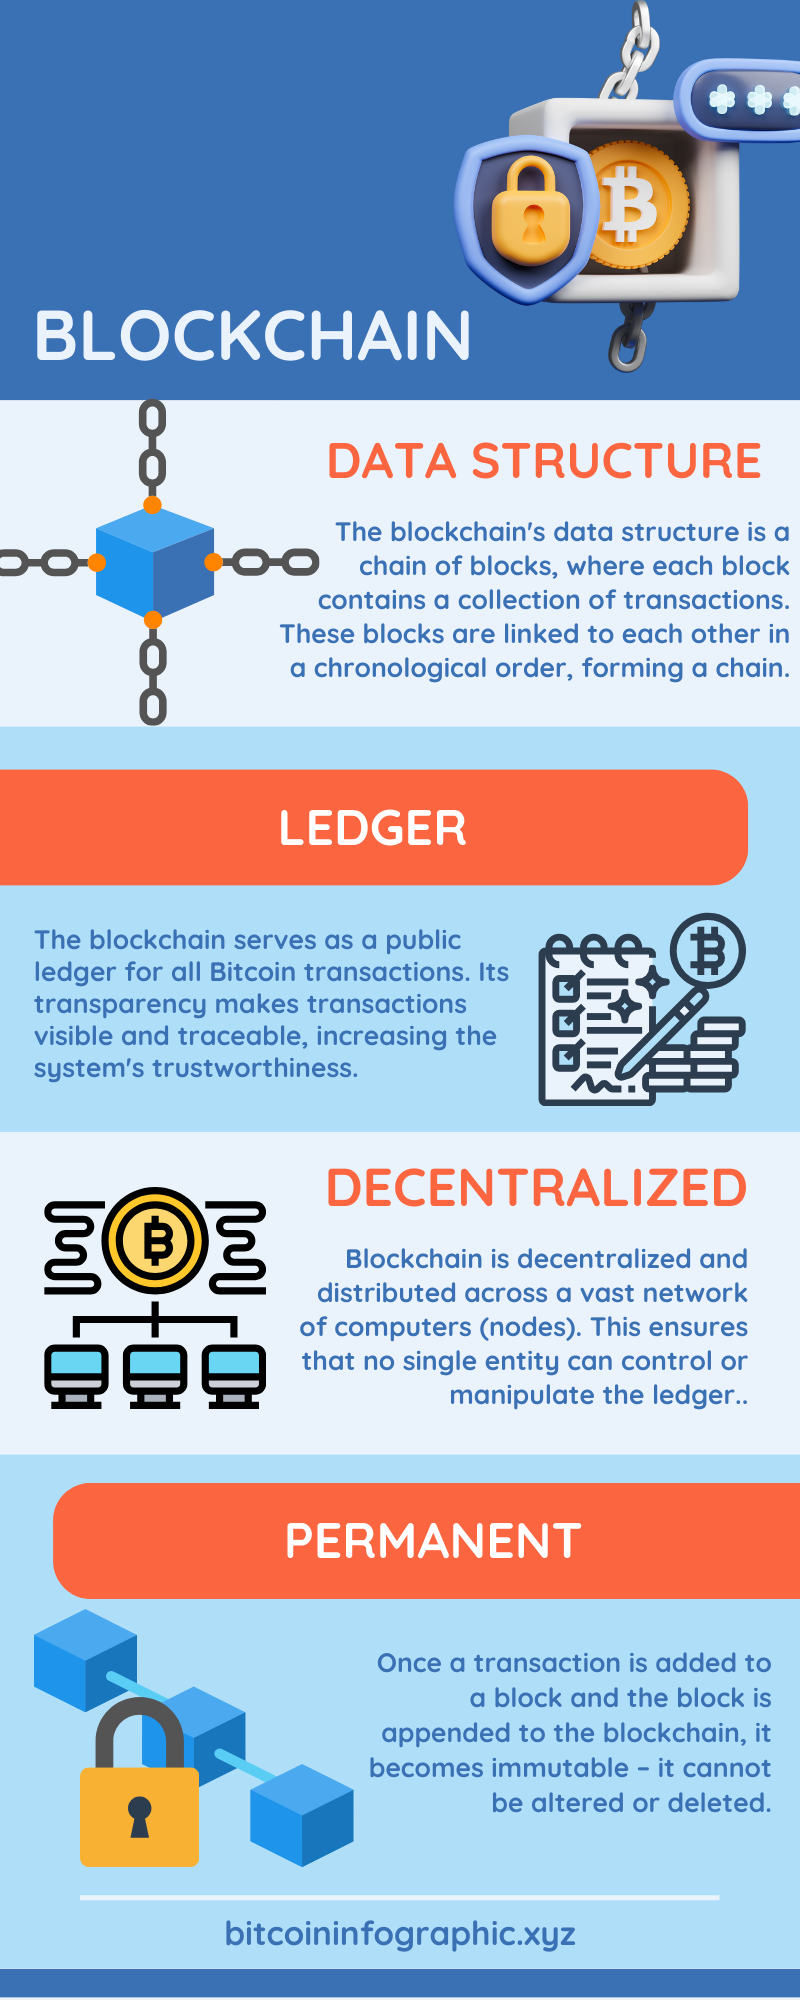 * * *
BLOCKCHAIN
DATA STRUCTURE
The blockchain's data structure is a
chain of blocks, where each block
contains a collection of transactions.
These blocks are linked to each other in
a chronological order, forming a chain.
LEDGER
The blockchain serves as a public
ledger for all Bitcoin transactions. Its
transparency makes transactions
visible and traceable, increasing the
system's trustworthiness.
DECENTRALIZED
Blockchain is decentralized and
distributed across a vast network
of computers (nodes). This ensures
that no single entity can control or
manipulate the ledger..
PERMANENT
Once a transaction is added to
a block and the block is
appended to the blockchain, it
becomes immutable – it cannot
be altered or deleted.
bitcoininfographic.xyz